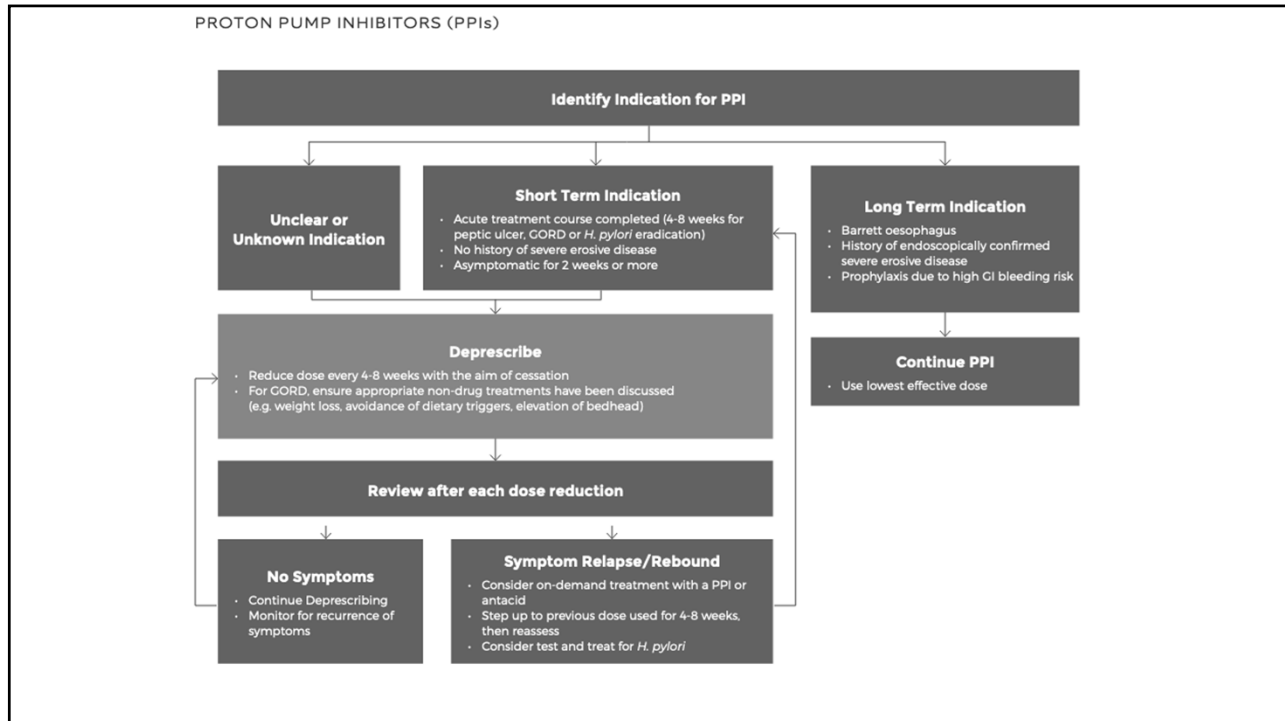 PROTON PUMP INHIBITORS (PPIs)
Identify Indication for PPI
Unclear or
Unknown Indication
Short Term Indication
• Acute treatment course completed (4-8 weeks for
peptic ulcer, GORD or H. pylori eradication)
• No history of severe erosive disease
• Asymptomatic for 2 weeks or more
Long Term Indication
• Barrett oesophagus
• History of endoscopically confirmed
severe erosive disease
• Prophylaxis due to high GI bleeding risk
Deprescribe
• Reduce dose every 4-8 weeks with the aim of cessation
• For GORD, ensure appropriate non-drug treatments have been discussed
(e.g. weight loss, avoidance of dietary triggers, elevation of bedhead)
Continue PPI
• Use lowest effective dose
Review after each dose reduction
No Symptoms
• Continue Deprescribing
• Monitor for recurrence of
symptoms
Symptom Relapse/Rebound
• Consider on-demand treatment with a PPI or
antacid
• Step up to previous dose used for 4-8 weeks,
then reassess
• Consider test and treat for H. pylori